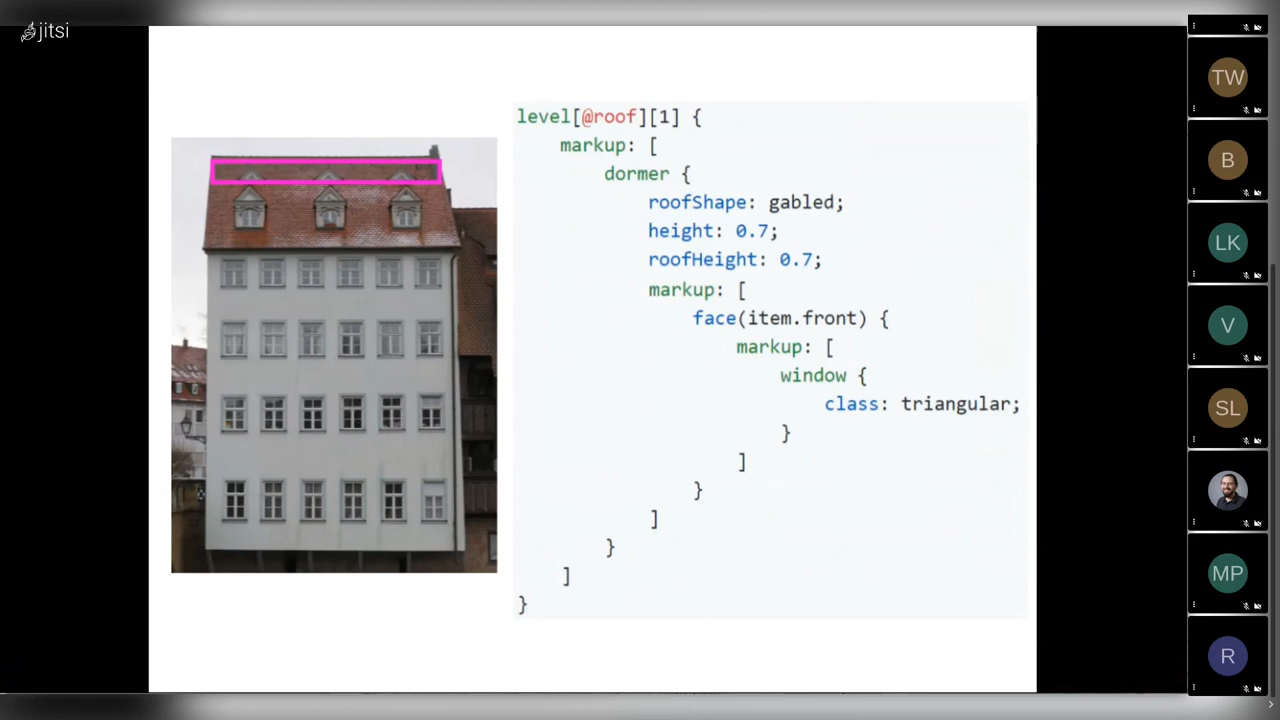 jitsi
level[@roof][1] {
markup: [
dormer {
roofShape: gabled;
height: 0.7;
roofHeight: 0.7;
markup: [
face(item.front) {
markup: [
window {
class: triangular;
}
]
}
]
}
]
}
TW
B
LK
V
SL
MP
R